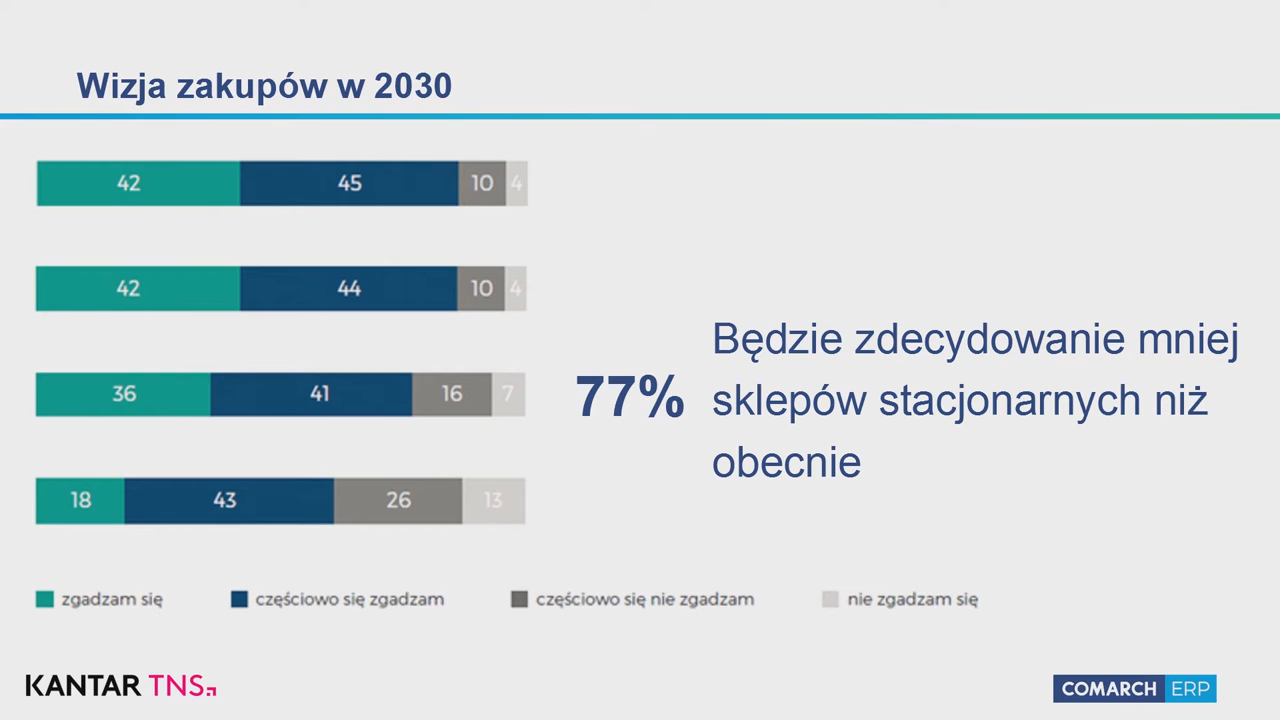 Wizja zakupów w 2030
42 45 10 4
42 44 10 4
36 41 16 7
18 43 26 13
77%
Będzie zdecydowanie mniej
sklepów stacjonarnych niż
obecnie
zgadzam się częściowo się zgadzam częściowo się nie zgadzam nie zgadzam się
KANTAR TNS
COMARCH ERP